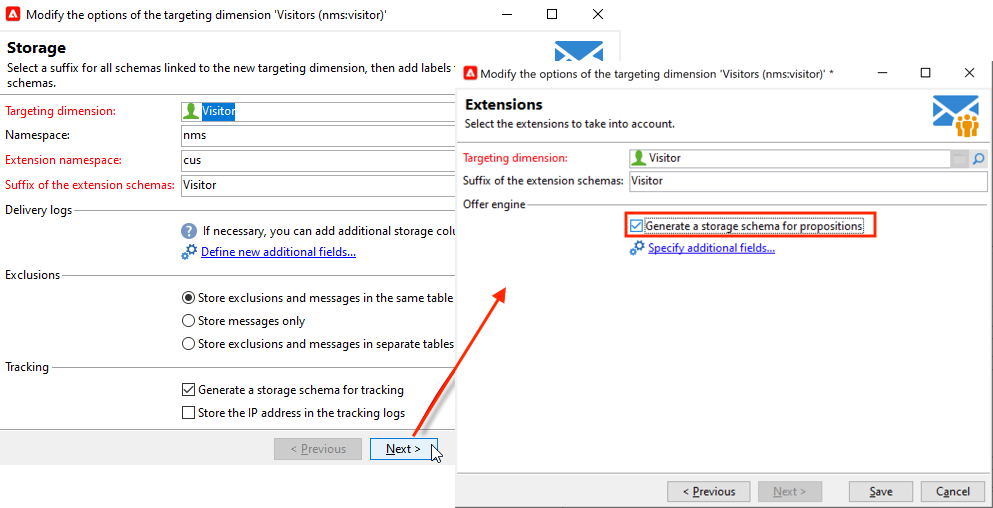 Modify the options of the targeting dimension 'Visitors (nms:visitor)'
Storage
Select a suffix for all schemas linked to the new targeting dimension, then add labels
schemas.
Targeting dimension: Visitor
Namespace: nms
Extension namespace: cus
Suffix of the extension schemas: Visitor
Delivery logs
? If necessary, you can add additional storage colu
Define new additional fields...
Exclusions
Store exclusions and messages in the same table
Store messages only
Store exclusions and messages in separate tables
Tracking
Generate a storage schema for tracking
Store the IP address in the tracking logs
< Previous Next >
Modify the options of the targeting dimension 'Visitors (nms:visitor)' *
Extensions
Select the extensions to take into account.
Targeting dimension: Visitor
Suffix of the extension schemas: Visitor
Offer engine
Generate a storage schema for propositions
Specify additional fields...
< Previous Next > Save Cancel